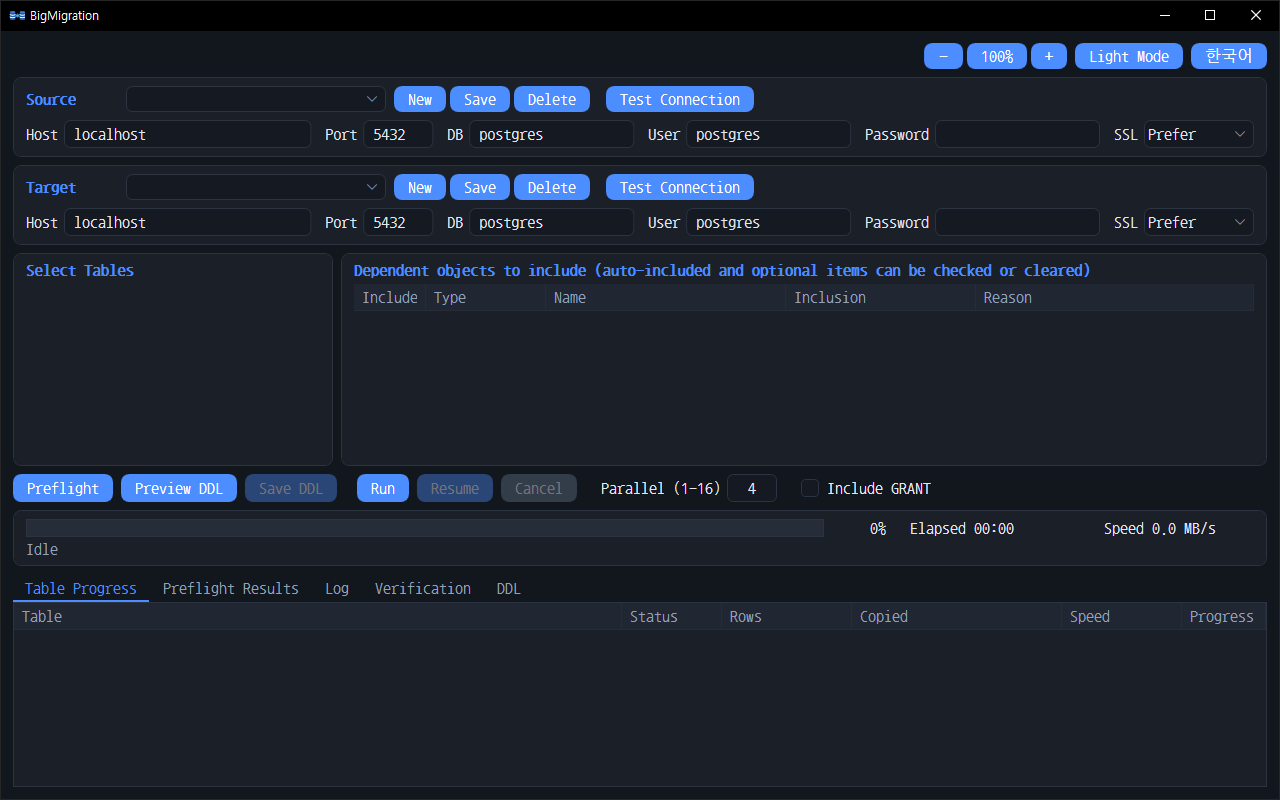 BigMigration
− 100% + Light Mode 한국어
Source New Save Delete Test Connection
Host localhost Port 5432 DB postgres User postgres Password SSL Prefer
Target New Save Delete Test Connection
Host localhost Port 5432 DB postgres User postgres Password SSL Prefer
Select Tables
Dependent objects to include (auto-included and optional items can be checked or cleared)
Include Type Name Inclusion Reason
Preflight Preview DDL Save DDL Run Resume Cancel Parallel (1-16) 4 Include GRANT
0% Elapsed 00:00 Speed 0.0 MB/s
Idle
Table Progress Preflight Results Log Verification DDL
Table Status Rows Copied Speed Progress